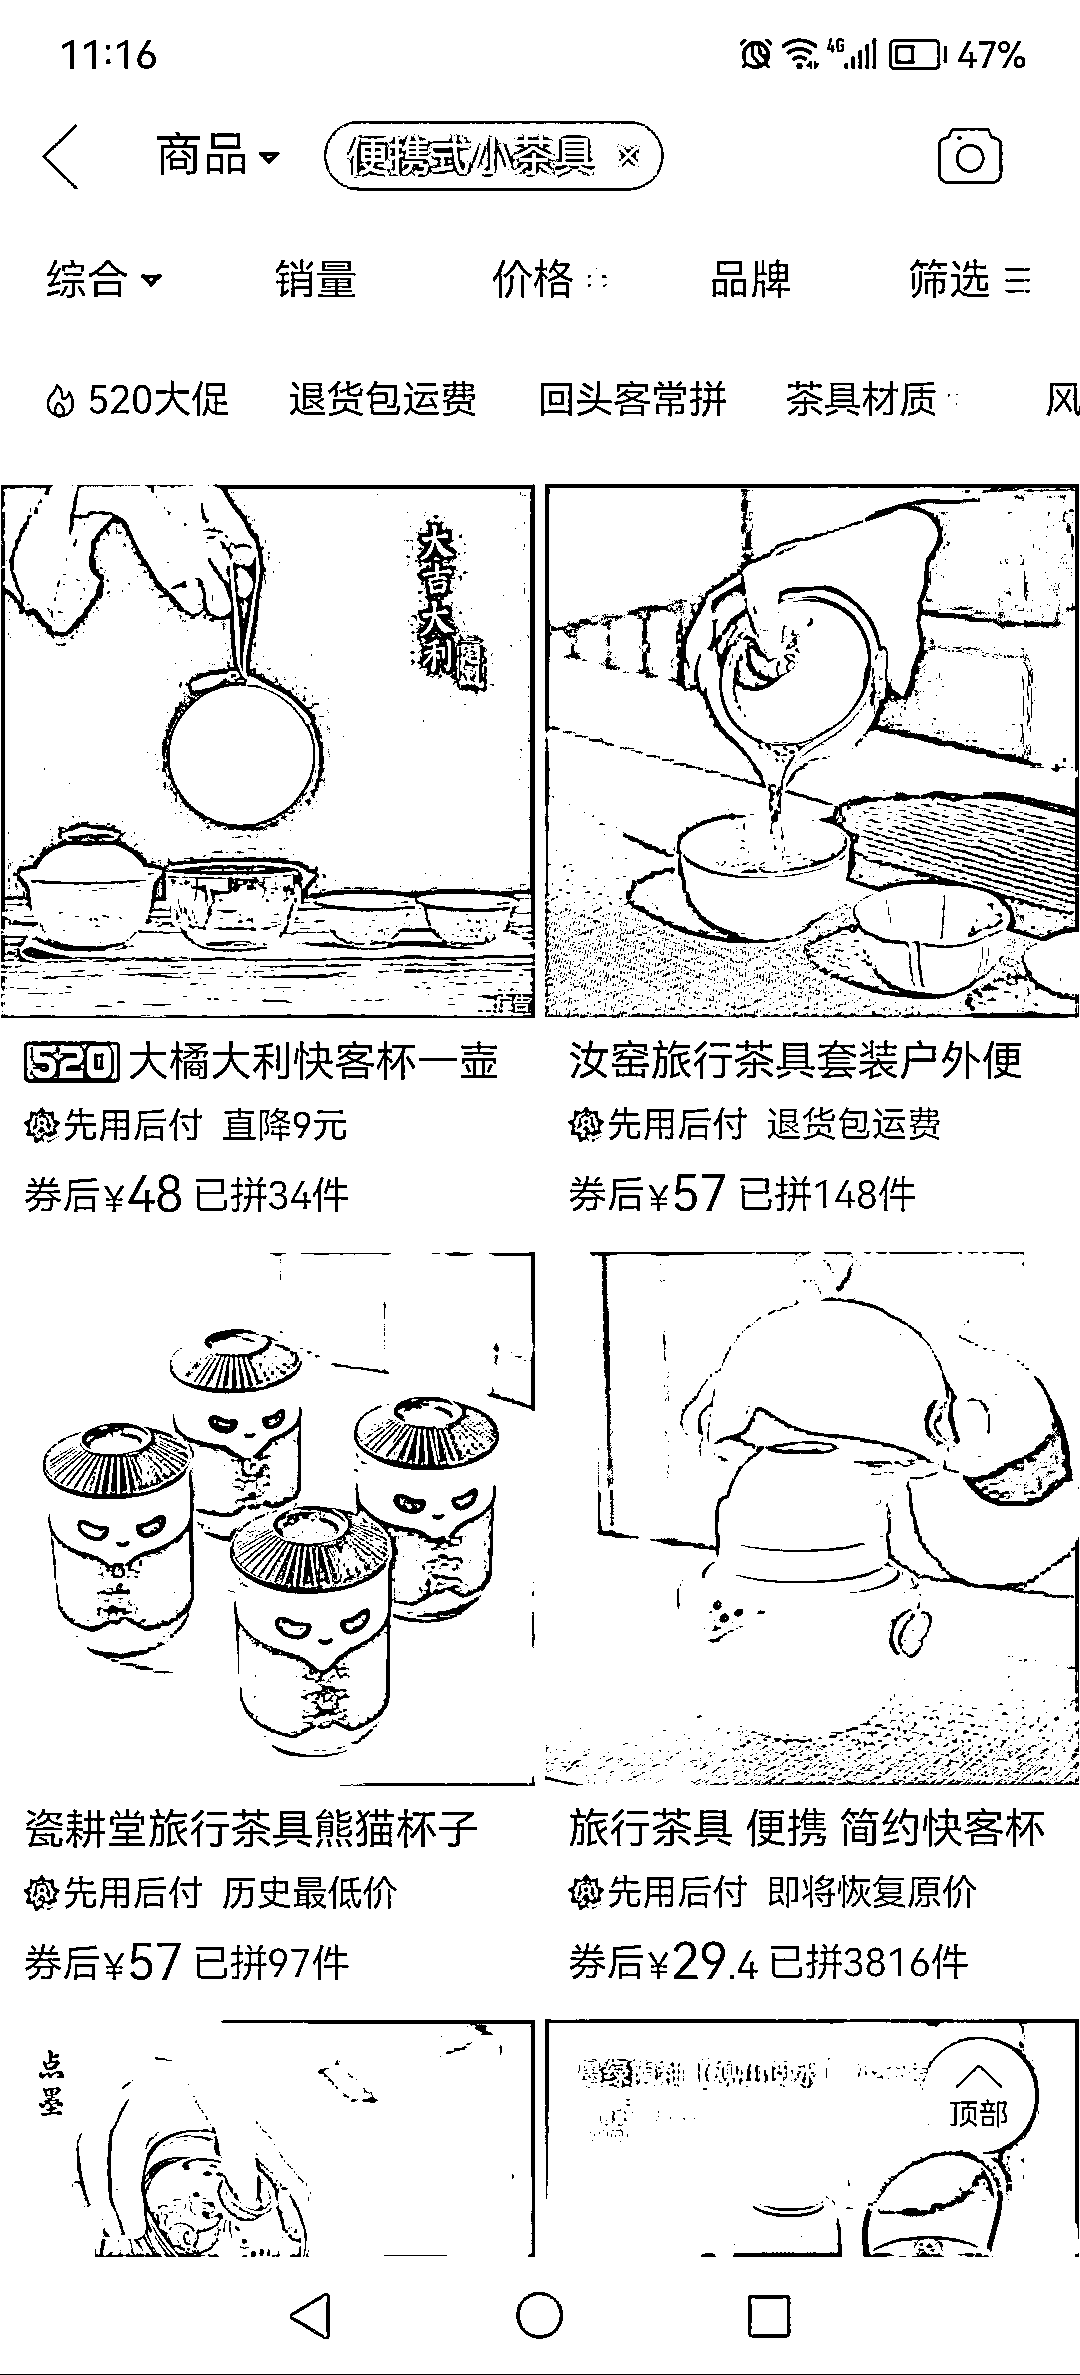 11:16
4G 47%
商品
便携式小茶具
综合 销量 价格 品牌 筛选
520大促 退货包运费 回头客常拼 茶具材质 风
大吉大利
广告
520 大橘大利快客杯一壶
先用后付 直降9元
券后¥48 已拼34件
汝窑旅行茶具套装户外便
先用后付 退货包运费
券后¥57 已拼148件
瓷耕堂旅行茶具熊猫杯子
先用后付 历史最低价
券后¥57 已拼97件
旅行茶具 便携 简约快客杯
先用后付 即将恢复原价
券后¥29.4 已拼3816件
点墨
顶部